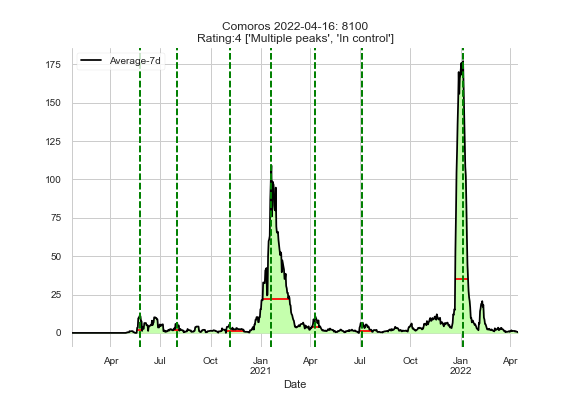 Comoros 2022-04-16: 8100
Rating:4 ['Multiple peaks', 'In control']
Average-7d
175
150
125
100
75
50
25
0
Apr Jul Oct Jan Apr Jul Oct Jan Apr
2021 2022
Date